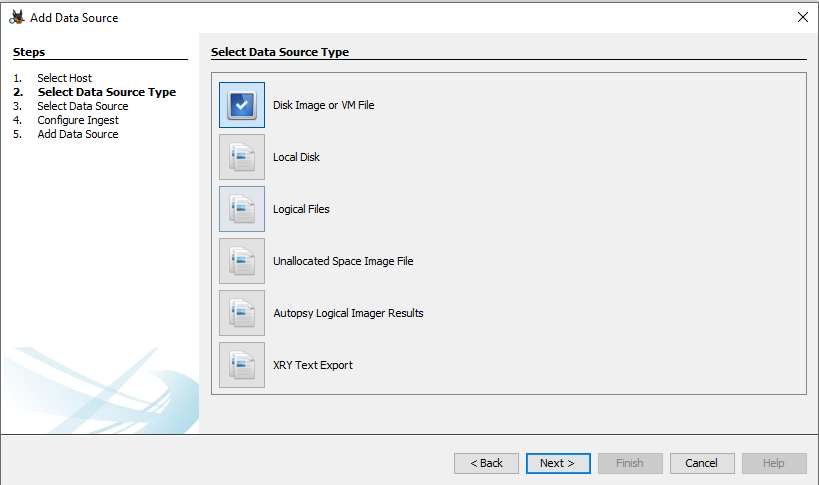 Add Data Source
Steps
1. Select Host
2. Select Data Source Type
3. Select Data Source
4. Configure Ingest
5. Add Data Source
Select Data Source Type
Disk Image or VM File
Local Disk
Logical Files
Unallocated Space Image File
Autopsy Logical Imager Results
XRY Text Export
< Back
Next >
Finish
Cancel
Help